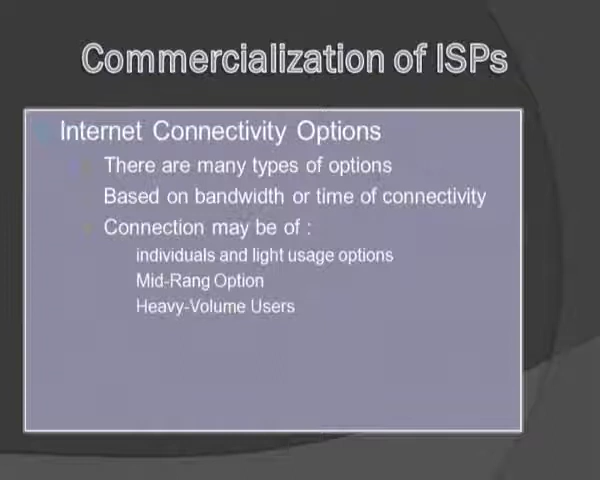 Commercialization of ISPs
Internet Connectivity Options
There are many types of options
Based on bandwidth or time of connectivity
Connection may be of :
individuals and light usage options
Mid-Rang Option
Heavy-Volume Users